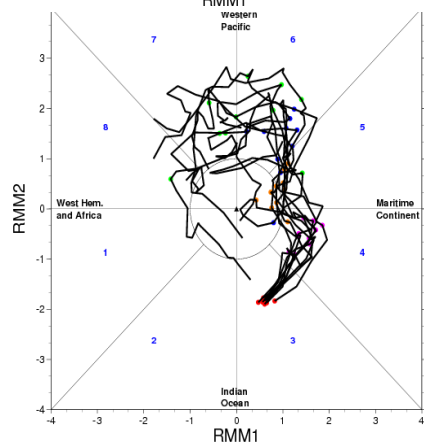 RMM1
Western
Pacific
7
6
3
2
8
5
1
RMM2
West Hem.
and Africa
0
Maritime
Continent
-1
1
4
-2
2
3
-3
Indian
Ocean
-4
-4 -3 -2 -1 0 1 2 3 4
RMM1